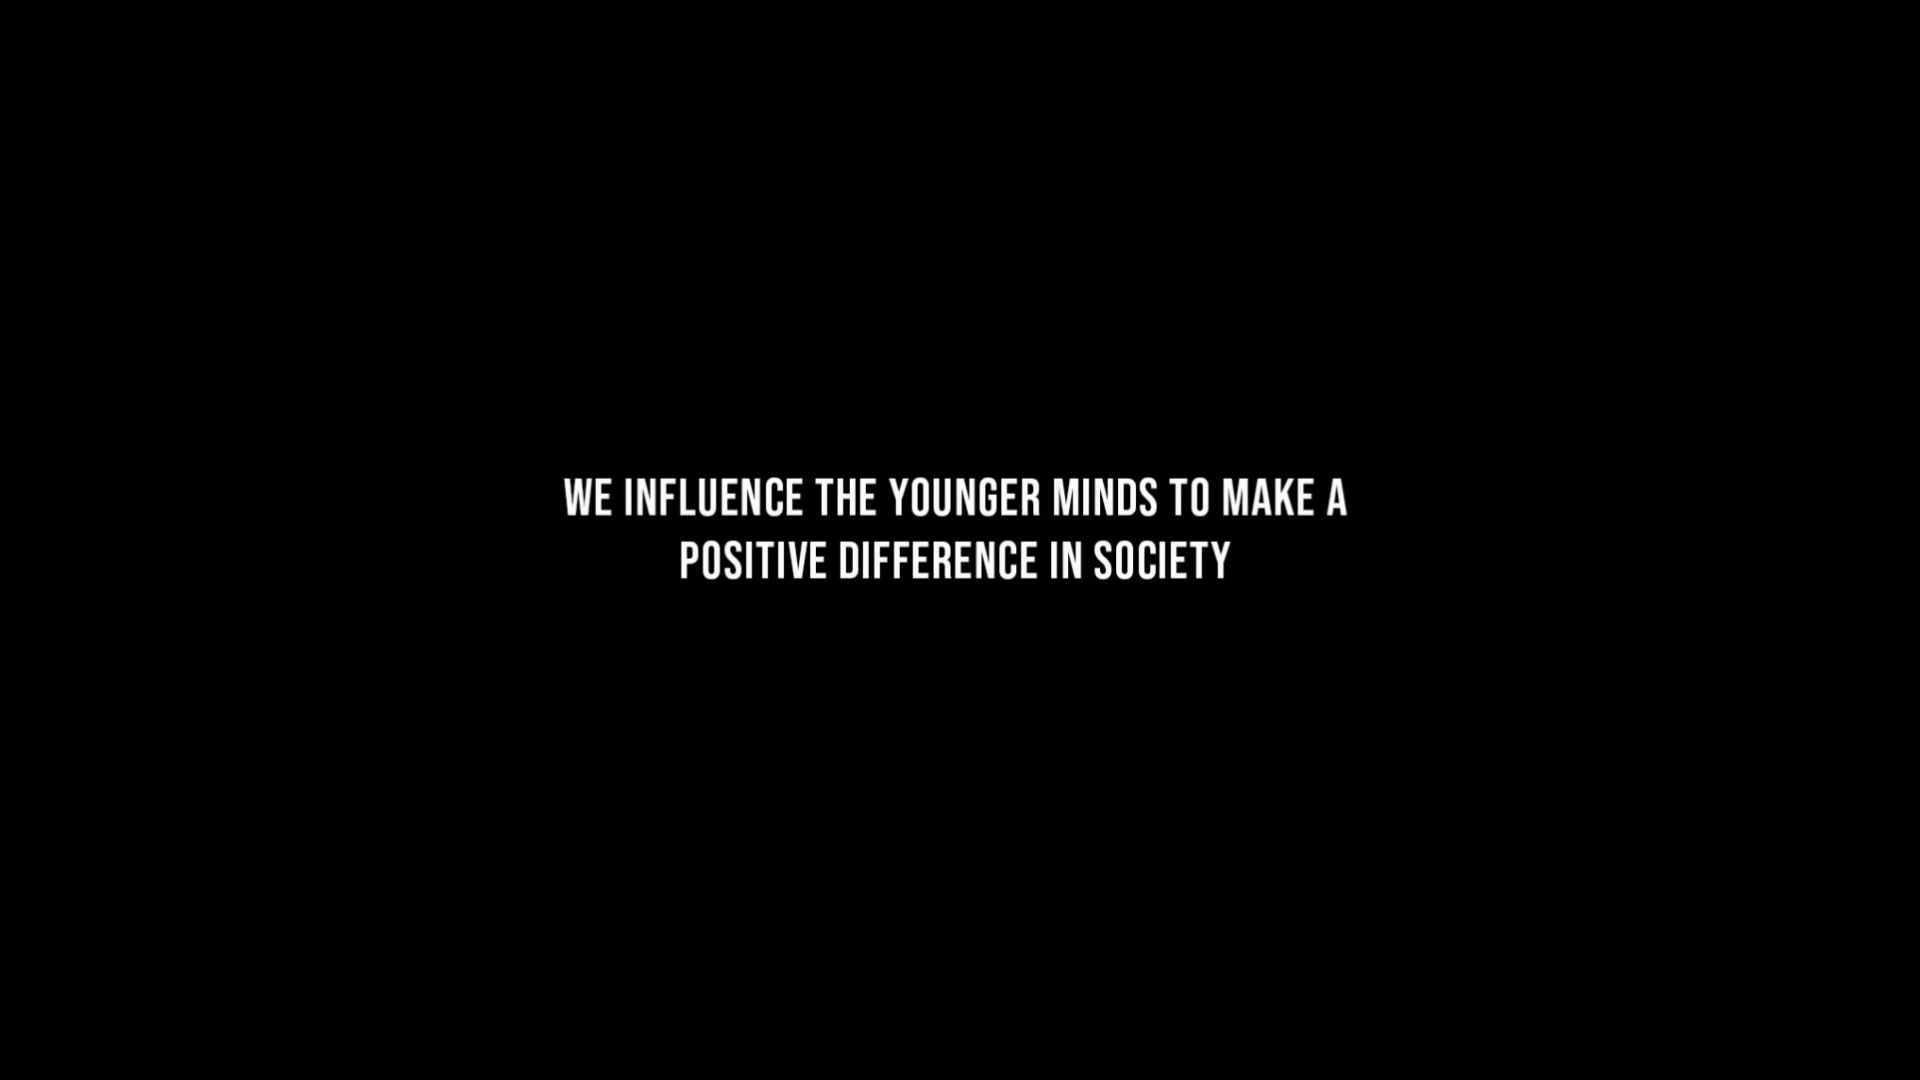 WE INFLUENCE THE YOUNGER MINDS TO MAKE A
POSITIVE DIFFERENCE IN SOCIETY